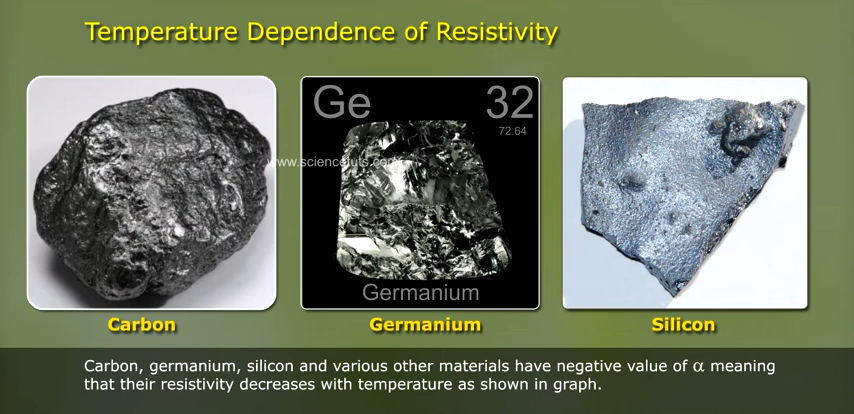 Temperature Dependence of Resistivity
Ge 32
72.64
www.sciencetuts.com
Germanium
Carbon Germanium Silicon
Carbon, germanium, silicon and various other materials have negative value of α meaning
that their resistivity decreases with temperature as shown in graph.